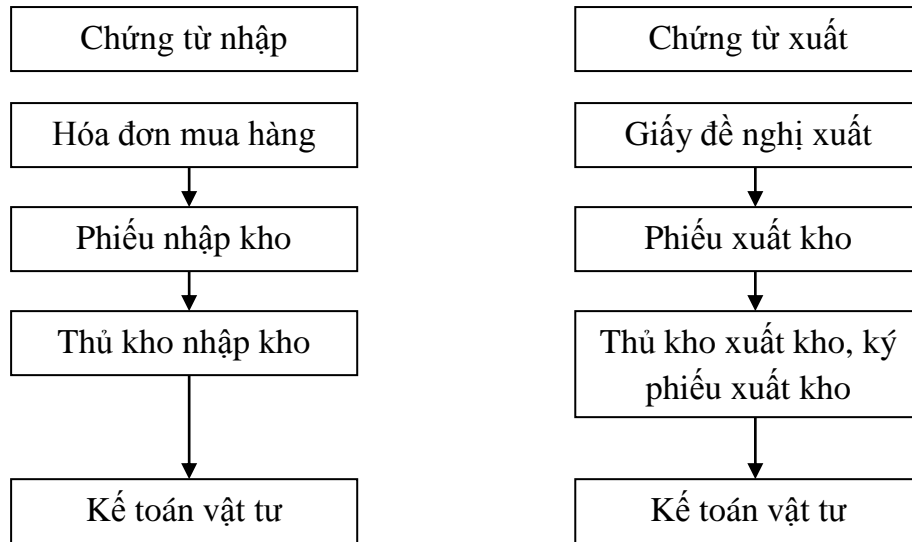 Chứng từ nhập
Hóa đơn mua hàng
Phiếu nhập kho
Thủ kho nhập kho
Kế toán vật tư
Chứng từ xuất
Giấy đề nghị xuất
Phiếu xuất kho
Thủ kho xuất kho, ký
phiếu xuất kho
Kế toán vật tư